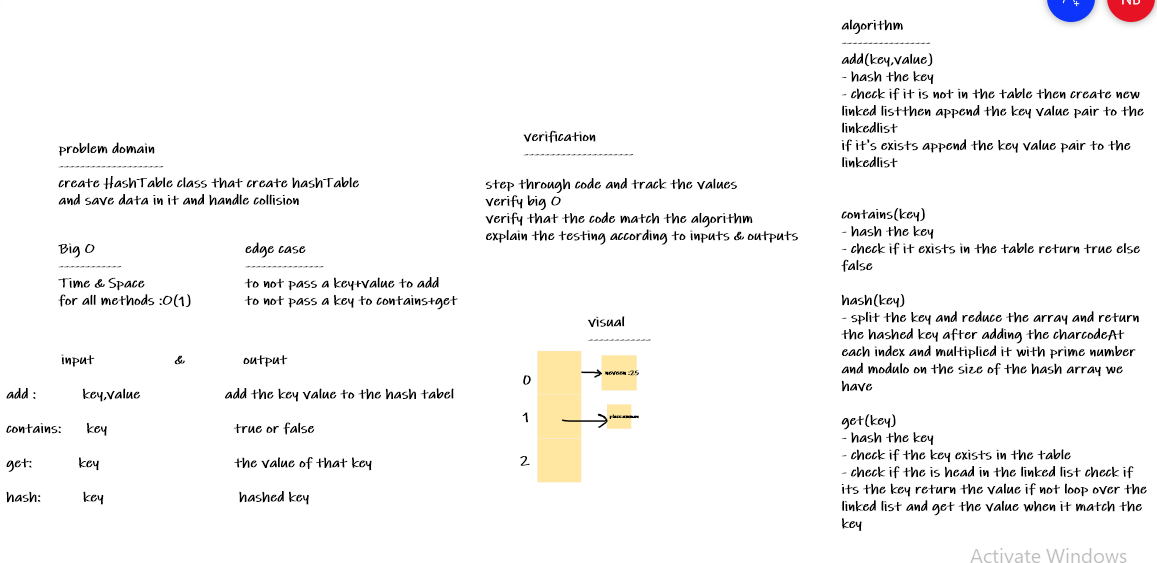 NB
problem domain
--------------------
create HashTable class that create hashTable
and save data in it and handle collision
Big O
------------
Time & Space
for all methods :O(1)
edge case
---------------
to not pass a key+value to add
to not pass a key to contains+get
input & output
add : key,value add the key value to the hash tabel
contains: key true or false
get: key the value of that key
hash: key hashed key
verification
---------------------
step through code and track the values
verify big O
verify that the code match the algorithm
explain the testing according to inputs & outputs
visual
------------
0
1
2
algorithm
-----------------
add(key,value)
- hash the key
- check if it is not in the table then create new
linked listthen append the key value pair to the
linkedlist
if it's exists append the key value pair to the
linkedlist
contains(key)
- hash the key
- check if it exists in the table return true else
false
hash(key)
- split the key and reduce the array and return
the hashed key after adding the charcodeAt
each index and multiplied it with prime number
and modulo on the size of the hash array we
have
get(key)
- hash the key
- check if the key exists in the table
- check if the is head in the linked list check if
its the key return the value if not loop over the
linked list and get the value when it match the
key
Activate Windows